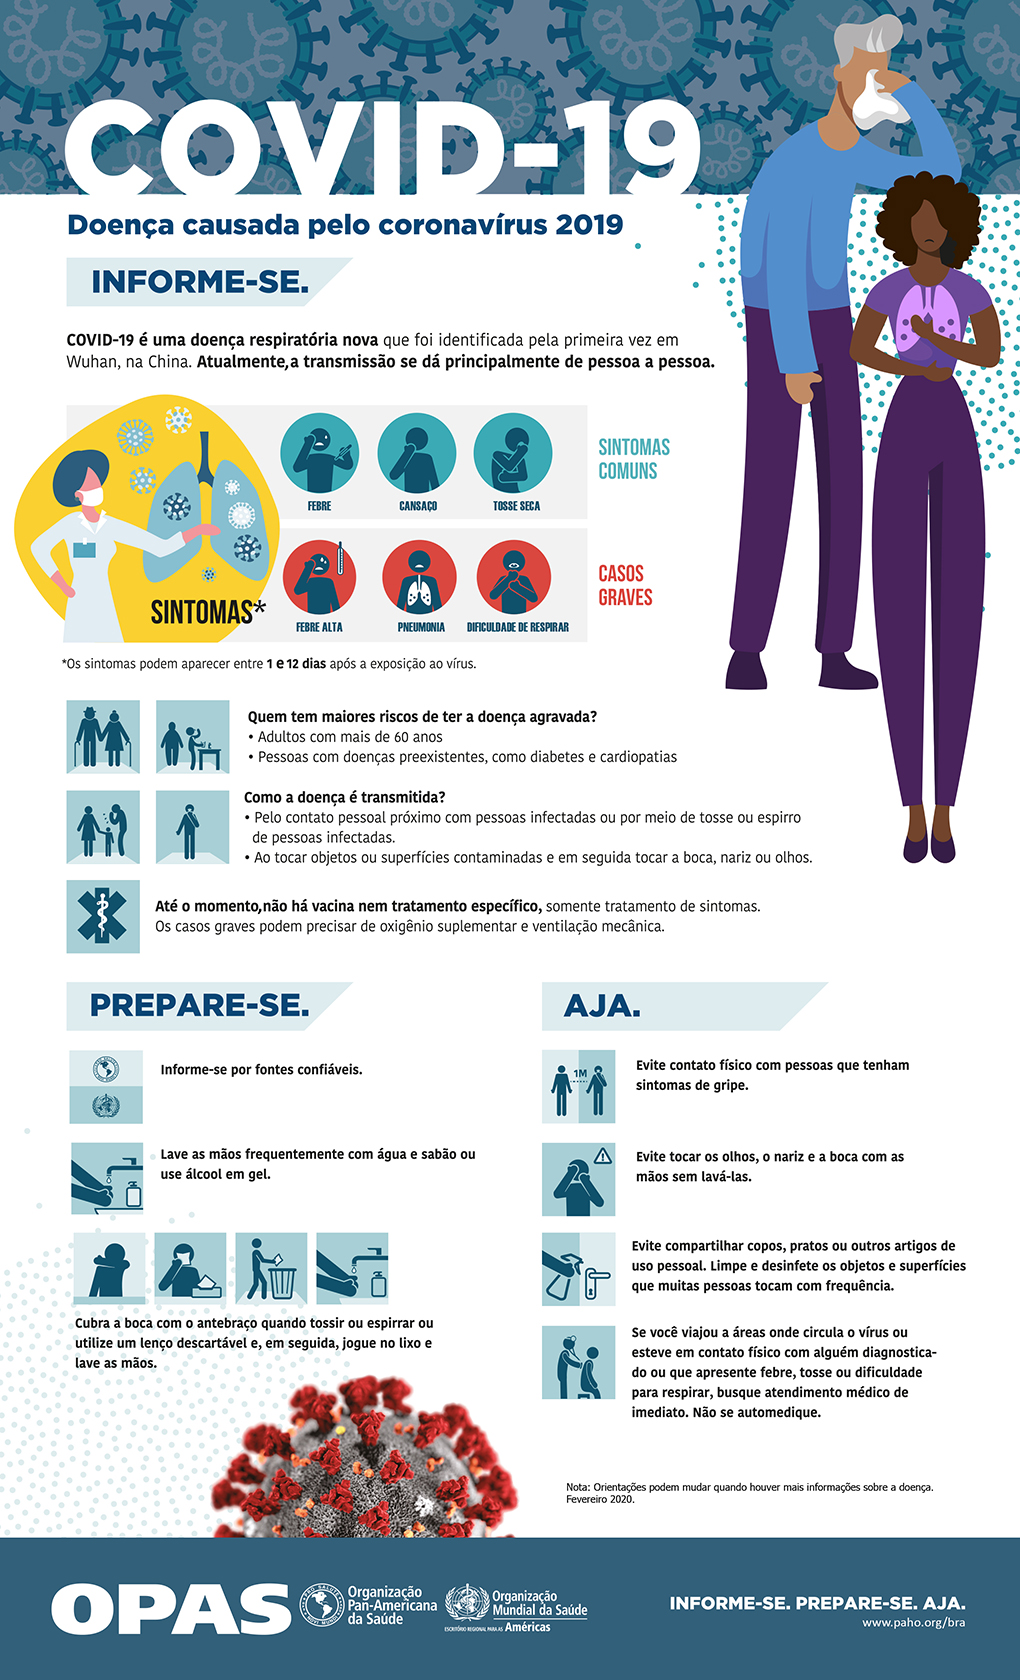 COVID-19
Doença causada pelo coronavírus 2019
INFORME-SE.
COVID-19 é uma doença respiratória nova que foi identificada pela primeira vez em
Wuhan, na China. Atualmente,a transmissão se dá principalmente de pessoa a pessoa.
SINTOMAS*
FEBRE
CANSAÇO
TOSSE SECA
SINTOMAS
COMUNS
FEBRE ALTA
PNEUMONIA
DIFICULDADE DE RESPIRAR
CASOS
GRAVES
*Os sintomas podem aparecer entre 1 e 12 dias após a exposição ao vírus.
Quem tem maiores riscos de ter a doença agravada?
• Adultos com mais de 60 anos
• Pessoas com doenças preexistentes, como diabetes e cardiopatias
Como a doença é transmitida?
• Pelo contato pessoal próximo com pessoas infectadas ou por meio de tosse ou espirro
de pessoas infectadas.
• Ao tocar objetos ou superfícies contaminadas e em seguida tocar a boca, nariz ou olhos.
Até o momento,não há vacina nem tratamento específico, somente tratamento de sintomas.
Os casos graves podem precisar de oxigênio suplementar e ventilação mecânica.
PREPARE-SE.
Informe-se por fontes confiáveis.
Lave as mãos frequentemente com água e sabão ou
use álcool em gel.
Cubra a boca com o antebraço quando tossir ou espirrar ou
utilize um lenço descartável e, em seguida, jogue no lixo e
lave as mãos.
AJA.
1M
Evite contato físico com pessoas que tenham
sintomas de gripe.
Evite tocar os olhos, o nariz e a boca com as
mãos sem lavá-las.
Evite compartilhar copos, pratos ou outros artigos de
uso pessoal. Limpe e desinfete os objetos e superfícies
que muitas pessoas tocam com frequência.
Se você viajou a áreas onde circula o vírus ou
esteve em contato físico com alguém diagnostica-
do ou que apresente febre, tosse ou dificuldade
para respirar, busque atendimento médico de
imediato. Não se automedique.
Nota: Orientações podem mudar quando houver mais informações sobre a doença.
Fevereiro 2020.
OPAS
Organização
Pan-Americana
da Saúde
Organização
Mundial da Saúde
ESCRITÓRIO REGIONAL PARA AS Américas
INFORME-SE. PREPARE-SE. AJA.
www.paho.org/bra